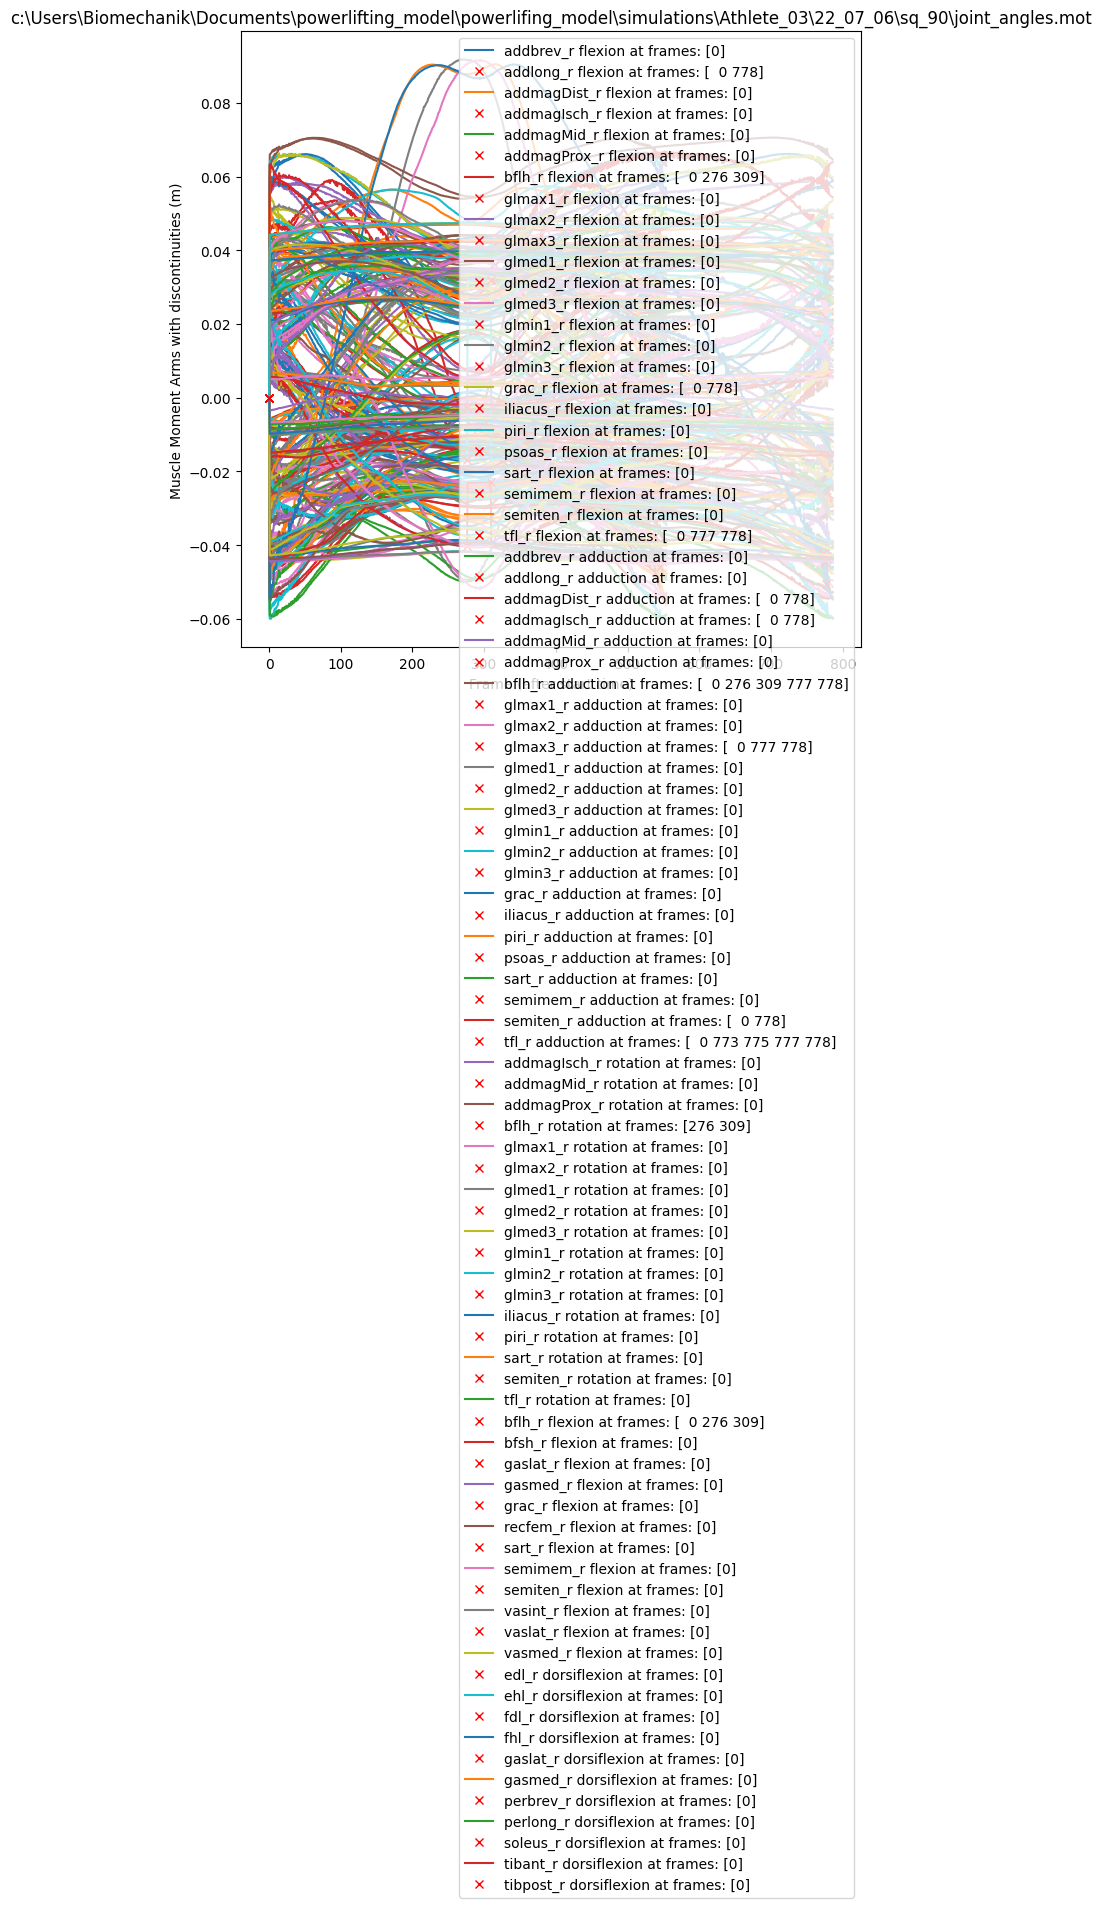 c:\Users\Biomechanik\Documents\powerlifting_model\powerlifing_model\simulations\Athlete_03\22_07_06\sq_90\joint_angles.mot
Muscle Moment Arms with discontinuities (m)
0.08
0.06
0.04
0.02
0.00
−0.02
−0.04
−0.06
0
100
200
300
800
addbrev_r flexion at frames: [0]
addlong_r flexion at frames: [  0 778]
addmagDist_r flexion at frames: [0]
addmagIsch_r flexion at frames: [0]
addmagMid_r flexion at frames: [0]
addmagProx_r flexion at frames: [0]
bflh_r flexion at frames: [  0 276 309]
glmax1_r flexion at frames: [0]
glmax2_r flexion at frames: [0]
glmax3_r flexion at frames: [0]
glmed1_r flexion at frames: [0]
glmed2_r flexion at frames: [0]
glmed3_r flexion at frames: [0]
glmin1_r flexion at frames: [0]
glmin2_r flexion at frames: [0]
glmin3_r flexion at frames: [0]
grac_r flexion at frames: [  0 778]
iliacus_r flexion at frames: [0]
piri_r flexion at frames: [0]
psoas_r flexion at frames: [0]
sart_r flexion at frames: [0]
semimem_r flexion at frames: [0]
semiten_r flexion at frames: [0]
tfl_r flexion at frames: [  0 777 778]
addbrev_r adduction at frames: [0]
addlong_r adduction at frames: [0]
addmagDist_r adduction at frames: [  0 778]
addmagIsch_r adduction at frames: [  0 778]
addmagMid_r adduction at frames: [0]
addmagProx_r adduction at frames: [0]
bflh_r adduction at frames: [  0 276 309 777 778]
glmax1_r adduction at frames: [0]
glmax2_r adduction at frames: [0]
glmax3_r adduction at frames: [  0 777 778]
glmed1_r adduction at frames: [0]
glmed2_r adduction at frames: [0]
glmed3_r adduction at frames: [0]
glmin1_r adduction at frames: [0]
glmin2_r adduction at frames: [0]
glmin3_r adduction at frames: [0]
grac_r adduction at frames: [0]
iliacus_r adduction at frames: [0]
piri_r adduction at frames: [0]
psoas_r adduction at frames: [0]
sart_r adduction at frames: [0]
semimem_r adduction at frames: [0]
semiten_r adduction at frames: [  0 778]
tfl_r adduction at frames: [  0 773 775 777 778]
addmagIsch_r rotation at frames: [0]
addmagMid_r rotation at frames: [0]
addmagProx_r rotation at frames: [0]
bflh_r rotation at frames: [276 309]
glmax1_r rotation at frames: [0]
glmax2_r rotation at frames: [0]
glmed1_r rotation at frames: [0]
glmed2_r rotation at frames: [0]
glmed3_r rotation at frames: [0]
glmin1_r rotation at frames: [0]
glmin2_r rotation at frames: [0]
glmin3_r rotation at frames: [0]
iliacus_r rotation at frames: [0]
piri_r rotation at frames: [0]
sart_r rotation at frames: [0]
semiten_r rotation at frames: [0]
tfl_r rotation at frames: [0]
bflh_r flexion at frames: [  0 276 309]
bfsh_r flexion at frames: [0]
gaslat_r flexion at frames: [0]
gasmed_r flexion at frames: [0]
grac_r flexion at frames: [0]
recfem_r flexion at frames: [0]
sart_r flexion at frames: [0]
semimem_r flexion at frames: [0]
semiten_r flexion at frames: [0]
vasint_r flexion at frames: [0]
vaslat_r flexion at frames: [0]
vasmed_r flexion at frames: [0]
edl_r dorsiflexion at frames: [0]
ehl_r dorsiflexion at frames: [0]
fdl_r dorsiflexion at frames: [0]
fhl_r dorsiflexion at frames: [0]
gaslat_r dorsiflexion at frames: [0]
gasmed_r dorsiflexion at frames: [0]
perbrev_r dorsiflexion at frames: [0]
perlong_r dorsiflexion at frames: [0]
soleus_r dorsiflexion at frames: [0]
tibant_r dorsiflexion at frames: [0]
tibpost_r dorsiflexion at frames: [0]